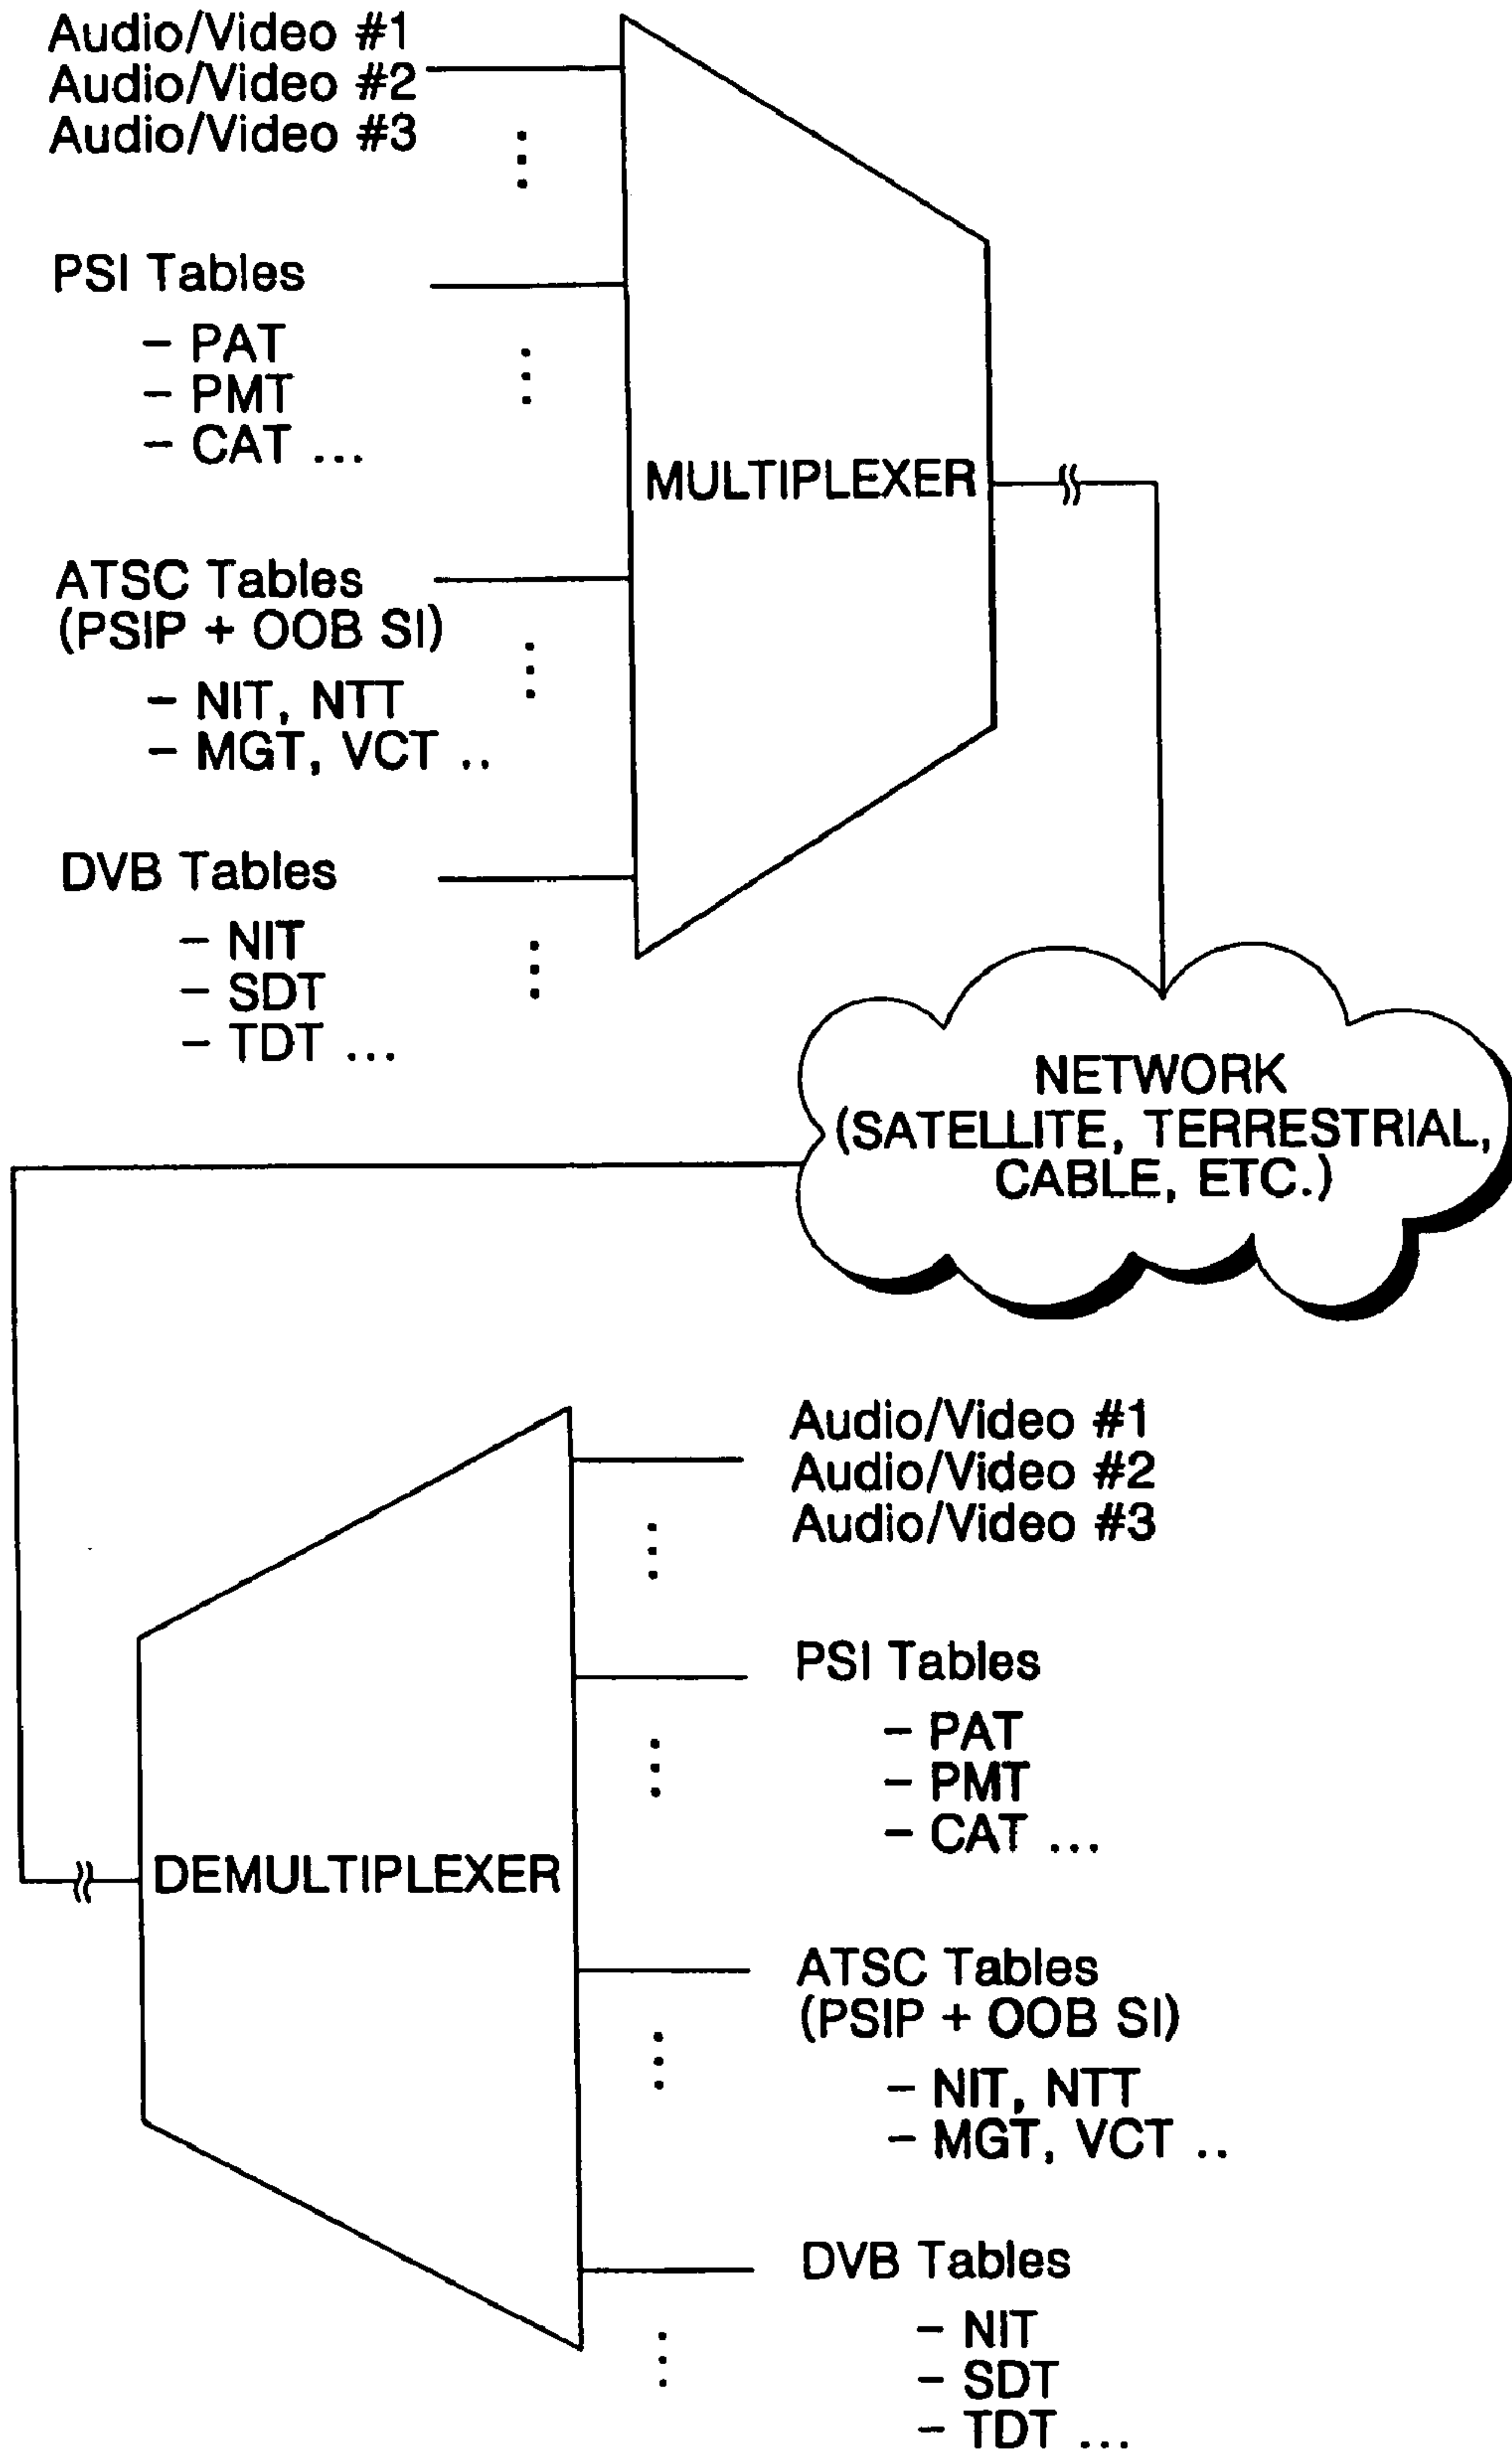 Audio/Video #1
Audio/Video #2
Audio/Video #3
PSI Tables
- PAT
- PMT
- CAT ...
MULTIPLEXER
ATSC Tables
(PSIP + OOB SI)
- NIT, NTT
- MGT, VCT ..
DVB Tables
- NIT
- SDT
- TDT ...
NETWORK
(SATELLITE, TERRESTRIAL,
CABLE, ETC.)
Audio/Video #1
Audio/Video #2
Audio/Video #3
PSI Tables
- PAT
- PMT
- CAT ...
DEMULTIPLEXER
ATSC Tables
(PSIP + OOB SI)
- NIT, NTT
- MGT, VCT ..
DVB Tables
- NIT
- SDT
- TDT ...